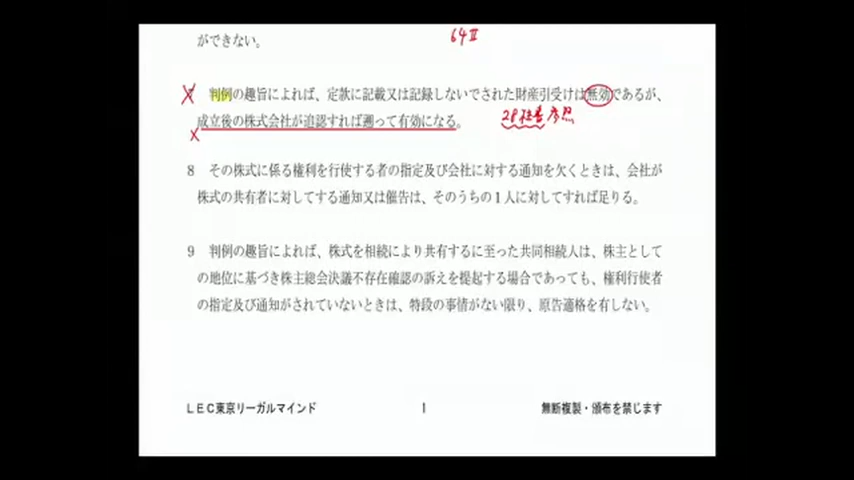 ができない。
64Ⅱ
判例の趣旨によれば、定款に記載又は記録しないでされた財産引受けは無効であるが、
成立後の株式会社が追認すれば遡って有効になる。
28柱書参照
8 その株式に係る権利を行使する者の指定及び会社に対する通知を欠くときは、会社が
株式の共有者に対してする通知又は催告は、そのうちの1人に対してすれば足りる。
9 判例の趣旨によれば、株式を相続により共有するに至った共同相続人は、株主として
の地位に基づき株主総会決議不存在確認の訴えを提起する場合であっても、権利行使者
の指定及び通知がされていないときは、特段の事情がない限り、原告適格を有しない。
LEC東京リーガルマインド
1
無断複製・頒布を禁じます